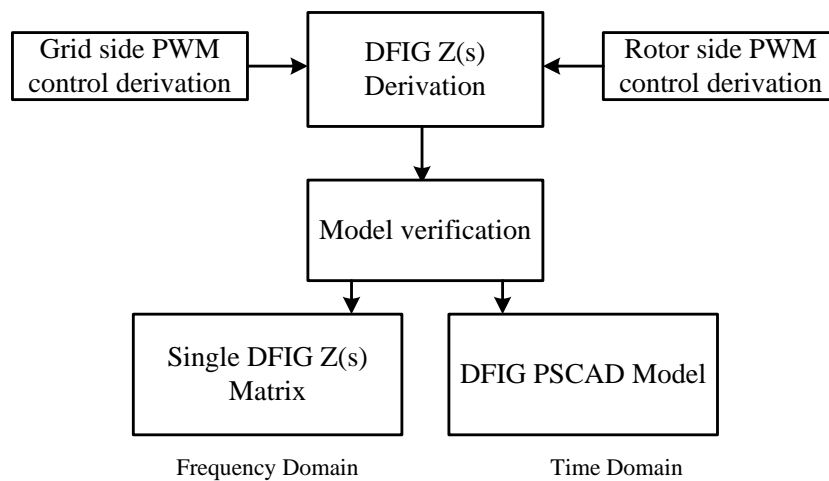 Grid side PWM
control derivation
DFIG Z(s)
Derivation
Rotor side PWM
control derivation
Model verification
Single DFIG Z(s)
Matrix
DFIG PSCAD Model
Frequency Domain
Time Domain